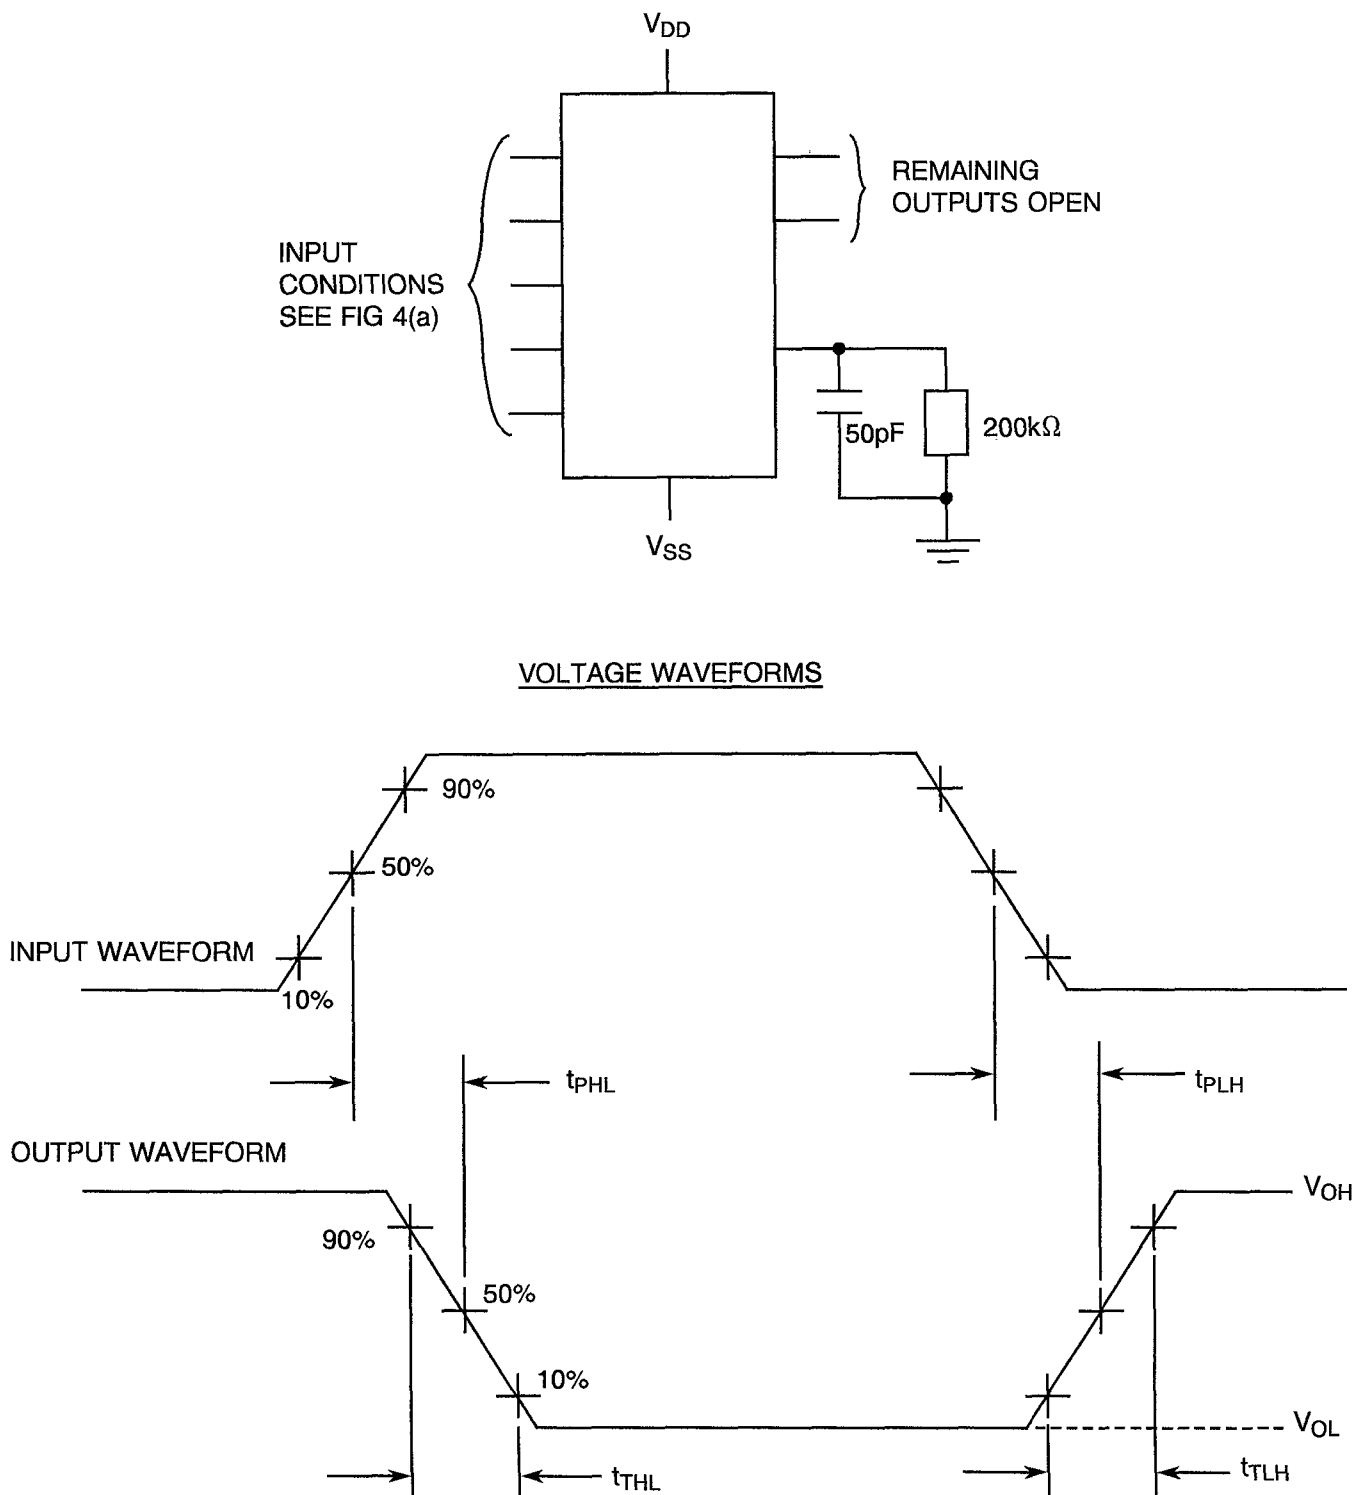 VDD
REMAINING
OUTPUTS OPEN
INPUT
CONDITIONS
SEE FIG 4(a)
50pF
200kΩ
VSS
VOLTAGE WAVEFORMS
90%
50%
INPUT WAVEFORM
10%
tPHL
tPLH
OUTPUT WAVEFORM
VOH
90%
50%
10%
VOL
tTHL
tTLH